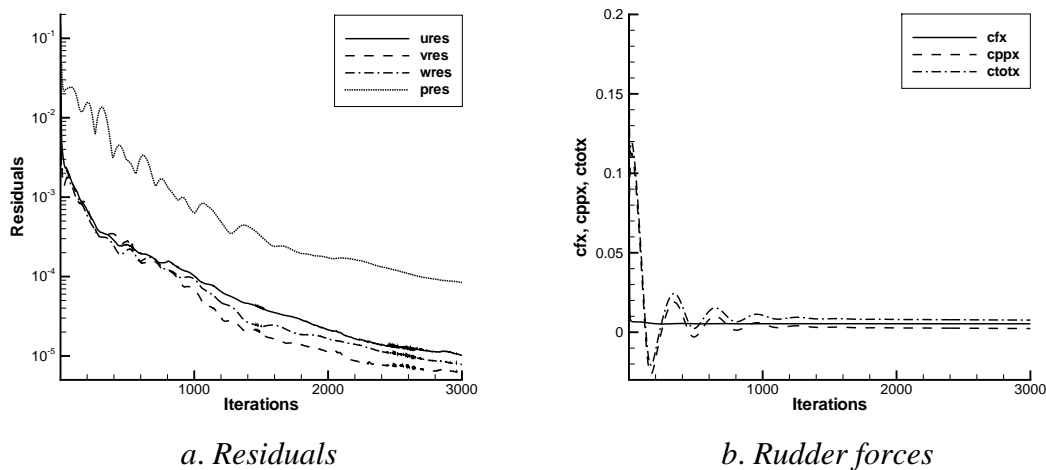 10-1
10-2
10-3
10-4
10-5
Residuals
ures
vres
wres
pres
1000
2000
3000
Iterations
a. Residuals
0.2
0.15
0.1
0.05
0
cfx, cppx, ctotx
cfx
cppx
ctotx
1000
2000
3000
Iterations
b. Rudder forces